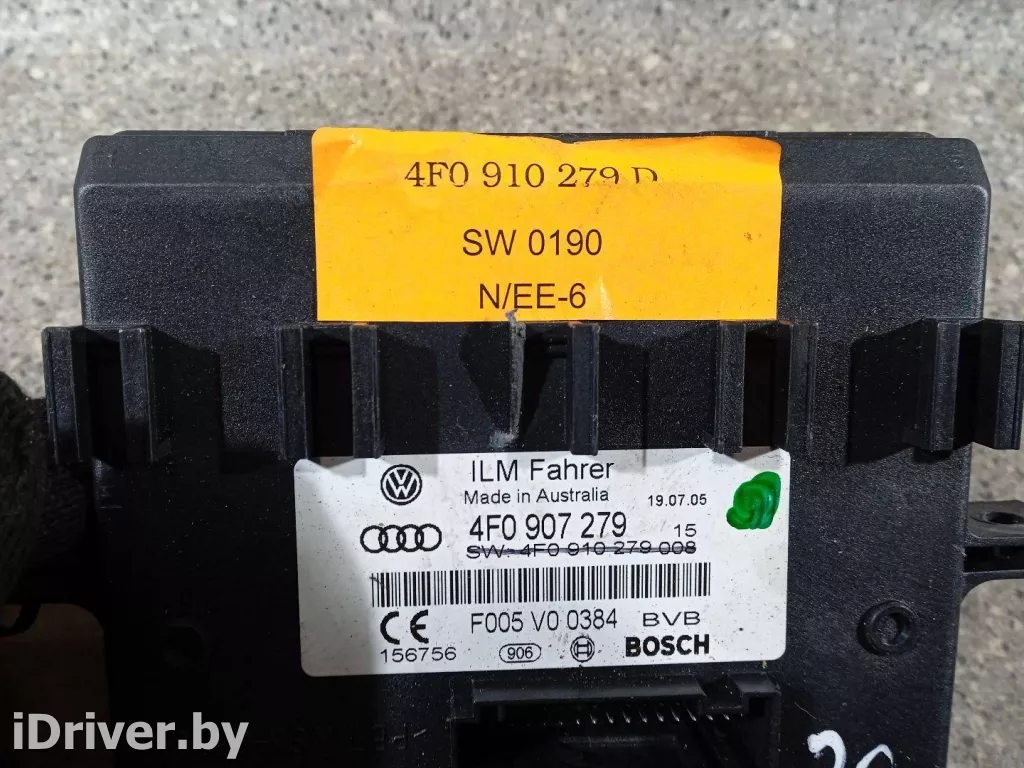 4F0 910 279 D
SW 0190
N/EE-6
ILM Fahrer
Made in Australia 19.07.05
4F0 907 279 15
SW: 4F0 910 279 008
F005 V0 0384 BVB
CE
156756 906 BOSCH
iDriver.by